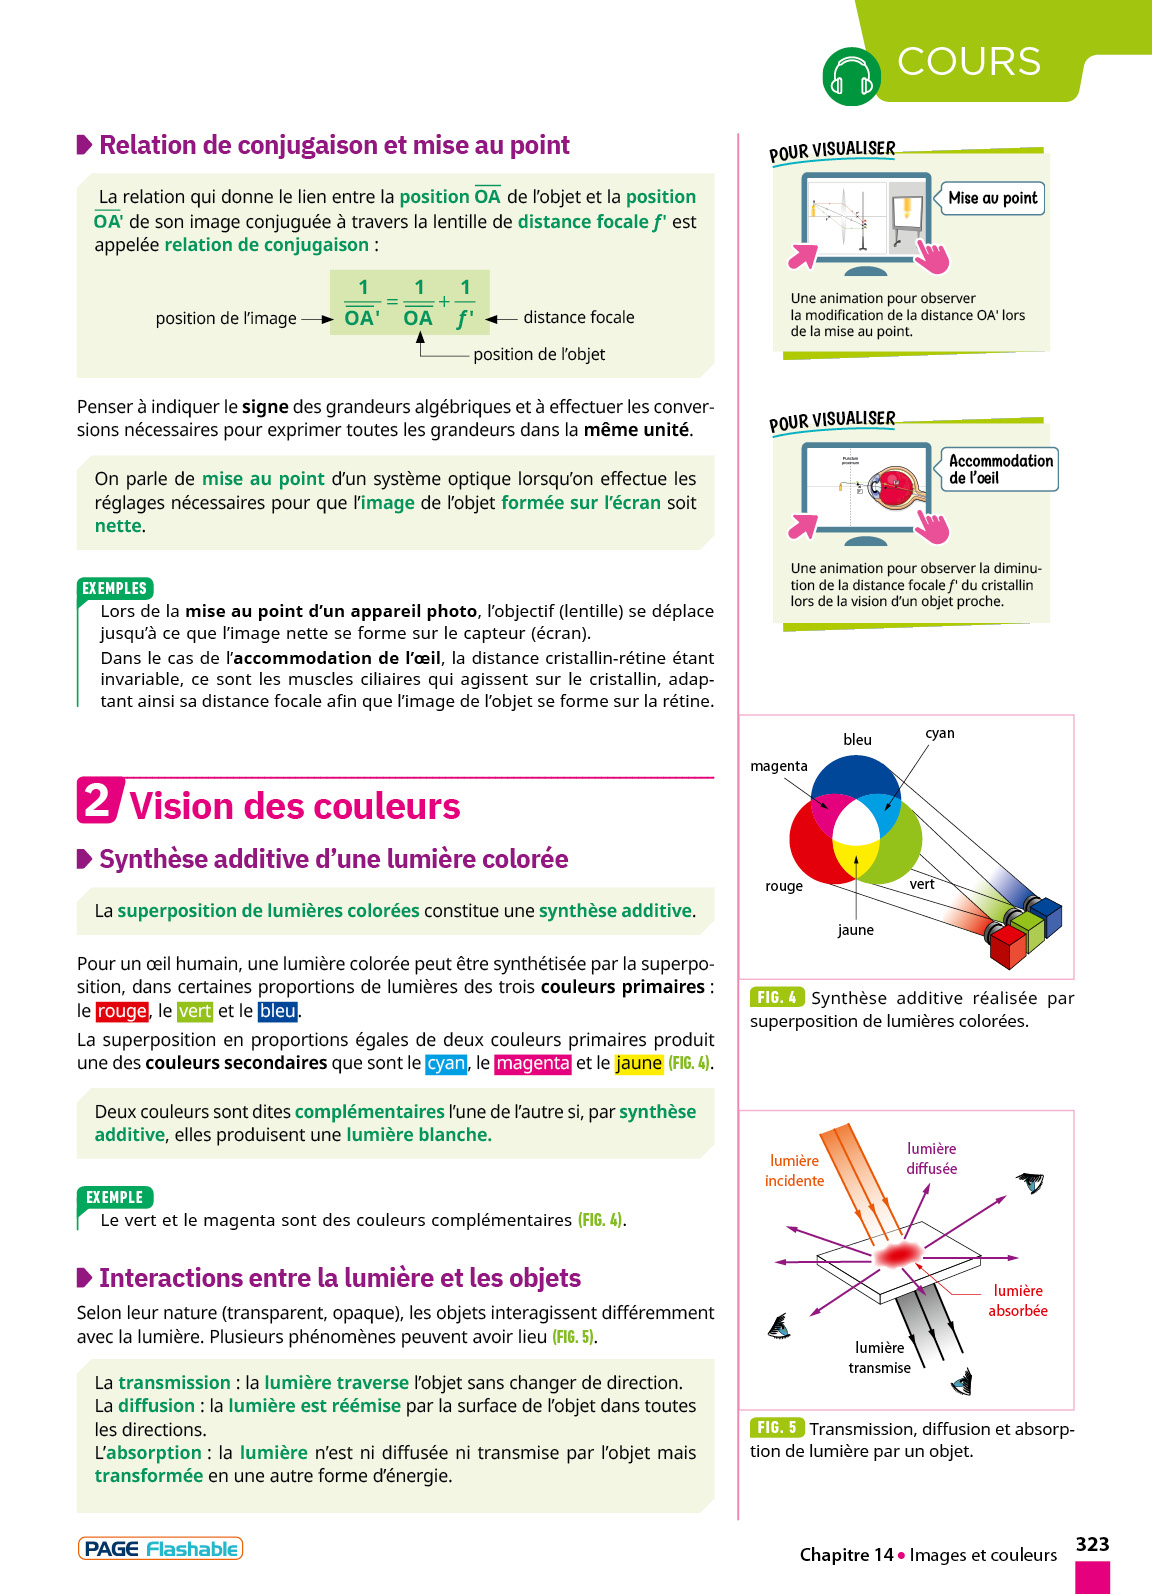 COURS
Relation de conjugaison et mise au point
La relation qui donne le lien entre la position OA de l'objet et la position
OA' de son image conjuguée à travers la lentille de distance focale f' est
appelée relation de conjugaison :
1 / OA' = 1 / OA + 1 / f'
position de l'image
distance focale
position de l'objet
Penser à indiquer le signe des grandeurs algébriques et à effectuer les conver-
sions nécessaires pour exprimer toutes les grandeurs dans la même unité.
On parle de mise au point d'un système optique lorsqu'on effectue les
réglages nécessaires pour que l'image de l'objet formée sur l'écran soit
nette.
EXEMPLES
Lors de la mise au point d'un appareil photo, l'objectif (lentille) se déplace
jusqu'à ce que l'image nette se forme sur le capteur (écran).
Dans le cas de l'accommodation de l'œil, la distance cristallin-rétine étant
invariable, ce sont les muscles ciliaires qui agissent sur le cristallin, adap-
tant ainsi sa distance focale afin que l'image de l'objet se forme sur la rétine.
2 Vision des couleurs
Synthèse additive d'une lumière colorée
La superposition de lumières colorées constitue une synthèse additive.
Pour un œil humain, une lumière colorée peut être synthétisée par la superpo-
sition, dans certaines proportions de lumières des trois couleurs primaires :
le rouge, le vert et le bleu.
La superposition en proportions égales de deux couleurs primaires produit
une des couleurs secondaires que sont le cyan, le magenta et le jaune (FIG. 4).
Deux couleurs sont dites complémentaires l'une de l'autre si, par synthèse
additive, elles produisent une lumière blanche.
EXEMPLE
Le vert et le magenta sont des couleurs complémentaires (FIG. 4).
Interactions entre la lumière et les objets
Selon leur nature (transparent, opaque), les objets interagissent différemment
avec la lumière. Plusieurs phénomènes peuvent avoir lieu (FIG. 5).
La transmission : la lumière traverse l'objet sans changer de direction.
La diffusion : la lumière est réémise par la surface de l'objet dans toutes
les directions.
L'absorption : la lumière n'est ni diffusée ni transmise par l'objet mais
transformée en une autre forme d'énergie.
POUR VISUALISER
Mise au point
Une animation pour observer
la modification de la distance OA' lors
de la mise au point.
POUR VISUALISER
Punctum
proximum
Accommodation
de l'œil
Une animation pour observer la diminu-
tion de la distance focale f' du cristallin
lors de la vision d'un objet proche.
bleu
cyan
magenta
rouge
vert
jaune
FIG. 4 Synthèse additive réalisée par
superposition de lumières colorées.
lumière
incidente
lumière
diffusée
lumière
absorbée
lumière
transmise
FIG. 5 Transmission, diffusion et absorp-
tion de lumière par un objet.
PAGE Flashable
Chapitre 14 • Images et couleurs
323